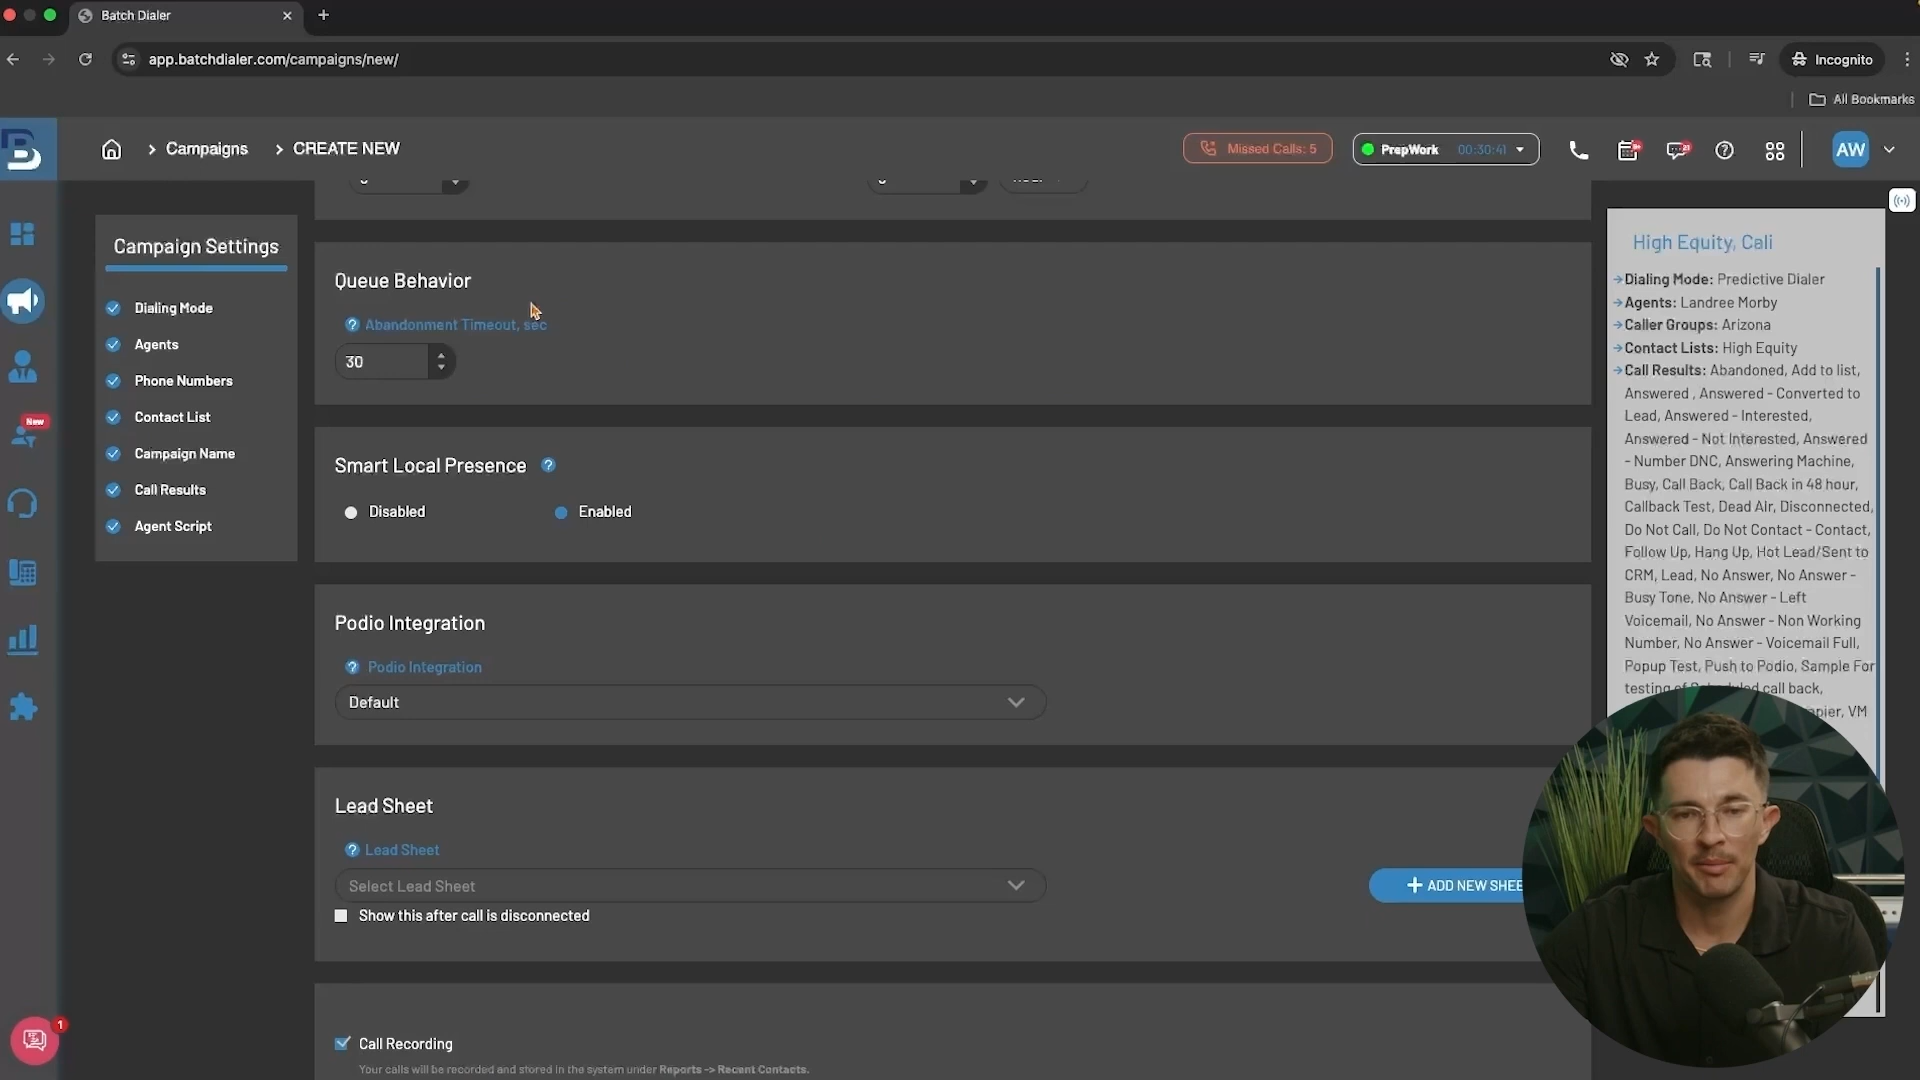 Batch Dialer
app.batchdialer.com/campaigns/new/
Incognito
All Bookmarks
B
Campaigns
CREATE NEW
Missed Calls: 5
PrepWork 00:30:41
AW
Campaign Settings
Dialing Mode
Agents
Phone Numbers
Contact List
Campaign Name
Call Results
Agent Script
New
1
Queue Behavior
Abandonment Timeout, sec
30
Smart Local Presence
Disabled
Enabled
Podio Integration
Podio Integration
Default
Lead Sheet
Lead Sheet
Select Lead Sheet
ADD NEW SHEE
Show this after call is disconnected
Call Recording
Your calls will be recorded and stored in the system under Reports -> Recent Contacts.
High Equity, Cali
Dialing Mode: Predictive Dialer
Agents: Landree Morby
Caller Groups: Arizona
Contact Lists: High Equity
Call Results: Abandoned, Add to list,
Answered , Answered - Converted to
Lead, Answered - Interested,
Answered - Not Interested, Answered
- Number DNC, Answering Machine,
Busy, Call Back, Call Back in 48 hour,
Callback Test, Dead Air, Disconnected,
Do Not Call, Do Not Contact - Contact,
Follow Up, Hang Up, Hot Lead/Sent to
CRM, Lead, No Answer, No Answer -
Busy Tone, No Answer - Left
Voicemail, No Answer - Non Working
Number, No Answer - Voicemail Full,
Popup Test, Push to Podio, Sample For
testing of Scheduled call back,
VM